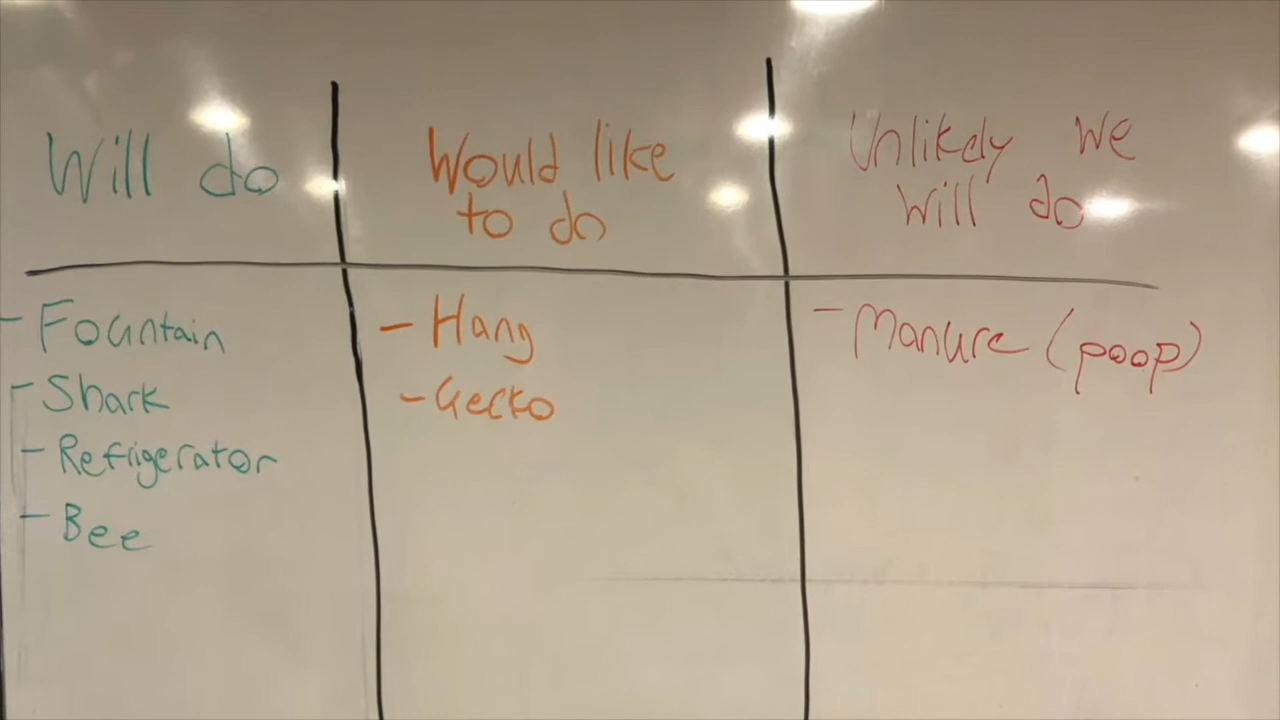 Will do
Would like
to do
Unlikely we
will do
- Fountain
- Shark
- Refrigerator
- Bee
- Hang
- Gecko
- Manure (poop)